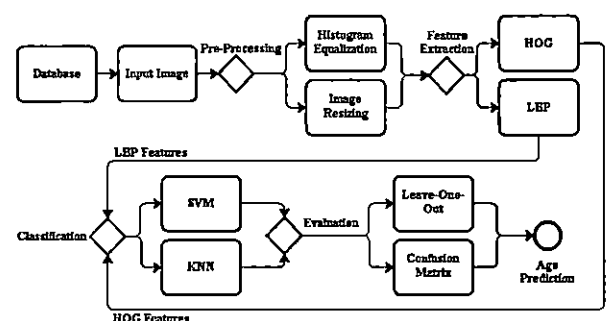 Pre-Processing
Histogram
Equalization
Feature
Extraction
HOG
Database
Input Image
Image
Resizing
LBP
LBP Features
SVM
Leave-One-
Out
Classification
Evaluation
KNN
Confusion
Metrix
Age
Prediction
HOG Features